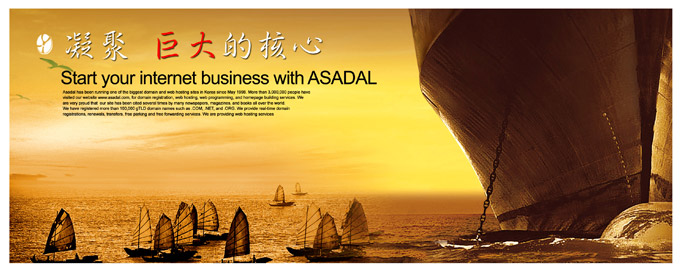 凝聚 巨大的核心
Start your internet business with ASADAL
Asadal has been running one of the biggest domain and web hosting sites in Korea since May 1998. More than 3,000,000 people have
visited our website www.asadal.com, for domain registration, web hosting, web programming, and homepage building services. We
are very proud that our site has been cited several times by many newspapers, magazines, and books all over the world.
We have registered more than 100,000 gTLD domain names such as .COM, .NET, and .ORG. We provide real-time domain
registrations, renewals, transfers, free parking and free forwarding services. We are providing web hosting services